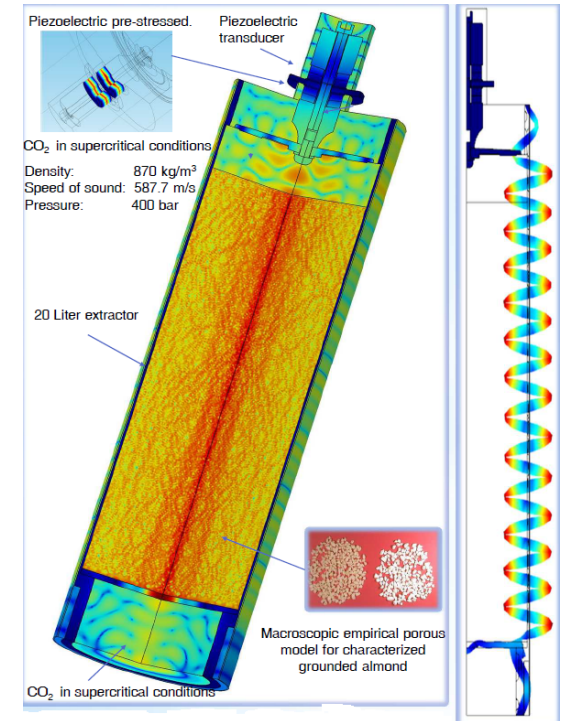 Piezoelectric pre-stressed.
Piezoelectric
transducer
CO₂ in supercritical conditions
Density: 870 kg/m³
Speed of sound: 587.7 m/s
Pressure: 400 bar
20 Liter extractor
Macroscopic empirical porous
model for characterized
grounded almond
CO₂ in supercritical conditions